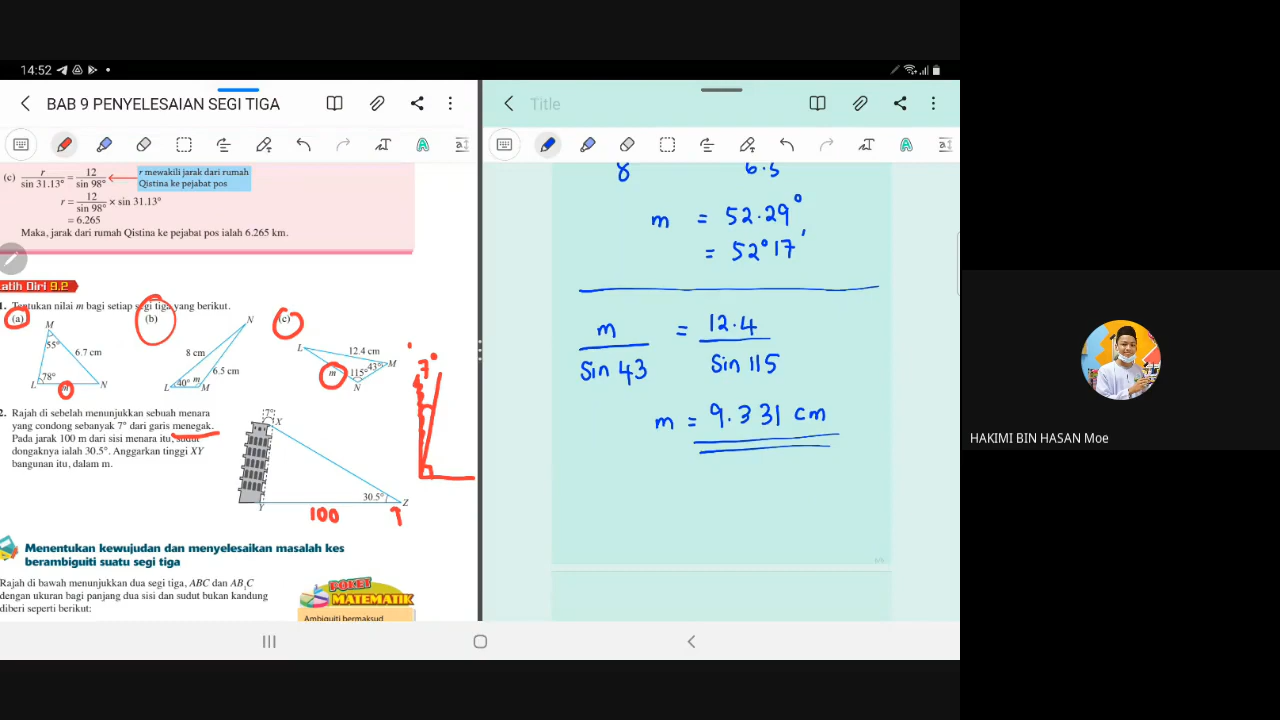 14:52
BAB 9 PENYELESAIAN SEGI TIGA
(c) r/sin 31.13° = 12/sin 98°
r mewakili jarak dari rumah
Qistina ke pejabat pos
r = 12/sin 98° × sin 31.13°
= 6.265
Maka, jarak dari rumah Qistina ke pejabat pos ialah 6.265 km.
atih Diri 9.2
1. Tentukan nilai m bagi setiap segi tiga yang berikut.
(a) (b) (c)
M 55° 6.7 cm L 78° m N
N 8 cm 6.5 cm L 40° m M
L 12.4 cm M m 115° 43° N
7°
2. Rajah di sebelah menunjukkan sebuah menara
yang condong sebanyak 7° dari garis menegak.
Pada jarak 100 m dari sisi menara itu, sudut
dongaknya ialah 30.5°. Anggarkan tinggi XY
bangunan itu, dalam m.
7° X
30.5° Z
Y
100
Menentukan kewujudan dan menyelesaikan masalah kes
berambiguiti suatu segi tiga
Rajah di bawah menunjukkan dua segi tiga, ABC dan AB₁C
dengan ukuran bagi panjang dua sisi dan sudut bukan kandung
diberi seperti berikut:
POKET
MATEMATIK
Ambiguiti bermaksud
Title
8 6.5
m = 52.29°
= 52°17'
m/Sin 43 = 12.4/Sin 115
m = 9.331 cm
HAKIMI BIN HASAN Moe